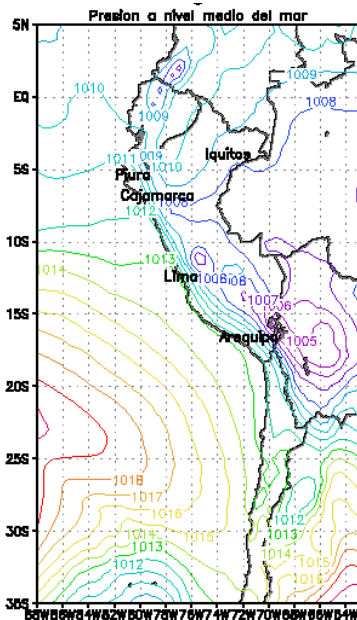 Presion a nivel medio del mar
5N
1009
1010
1008
EQ
1009
1011
1010
Iquitos
5S
Piura
Cajamarca
1008
1012
10S
1013
1014
Lima
1006
1007
15S
1005
Arequipa
20S
25S
1018
1017
1016
1015
1012
1014
1013
30S
1013
1014
1012
1015
35S
88W86W84W82W80W78W76W74W72W70W68W66W64W